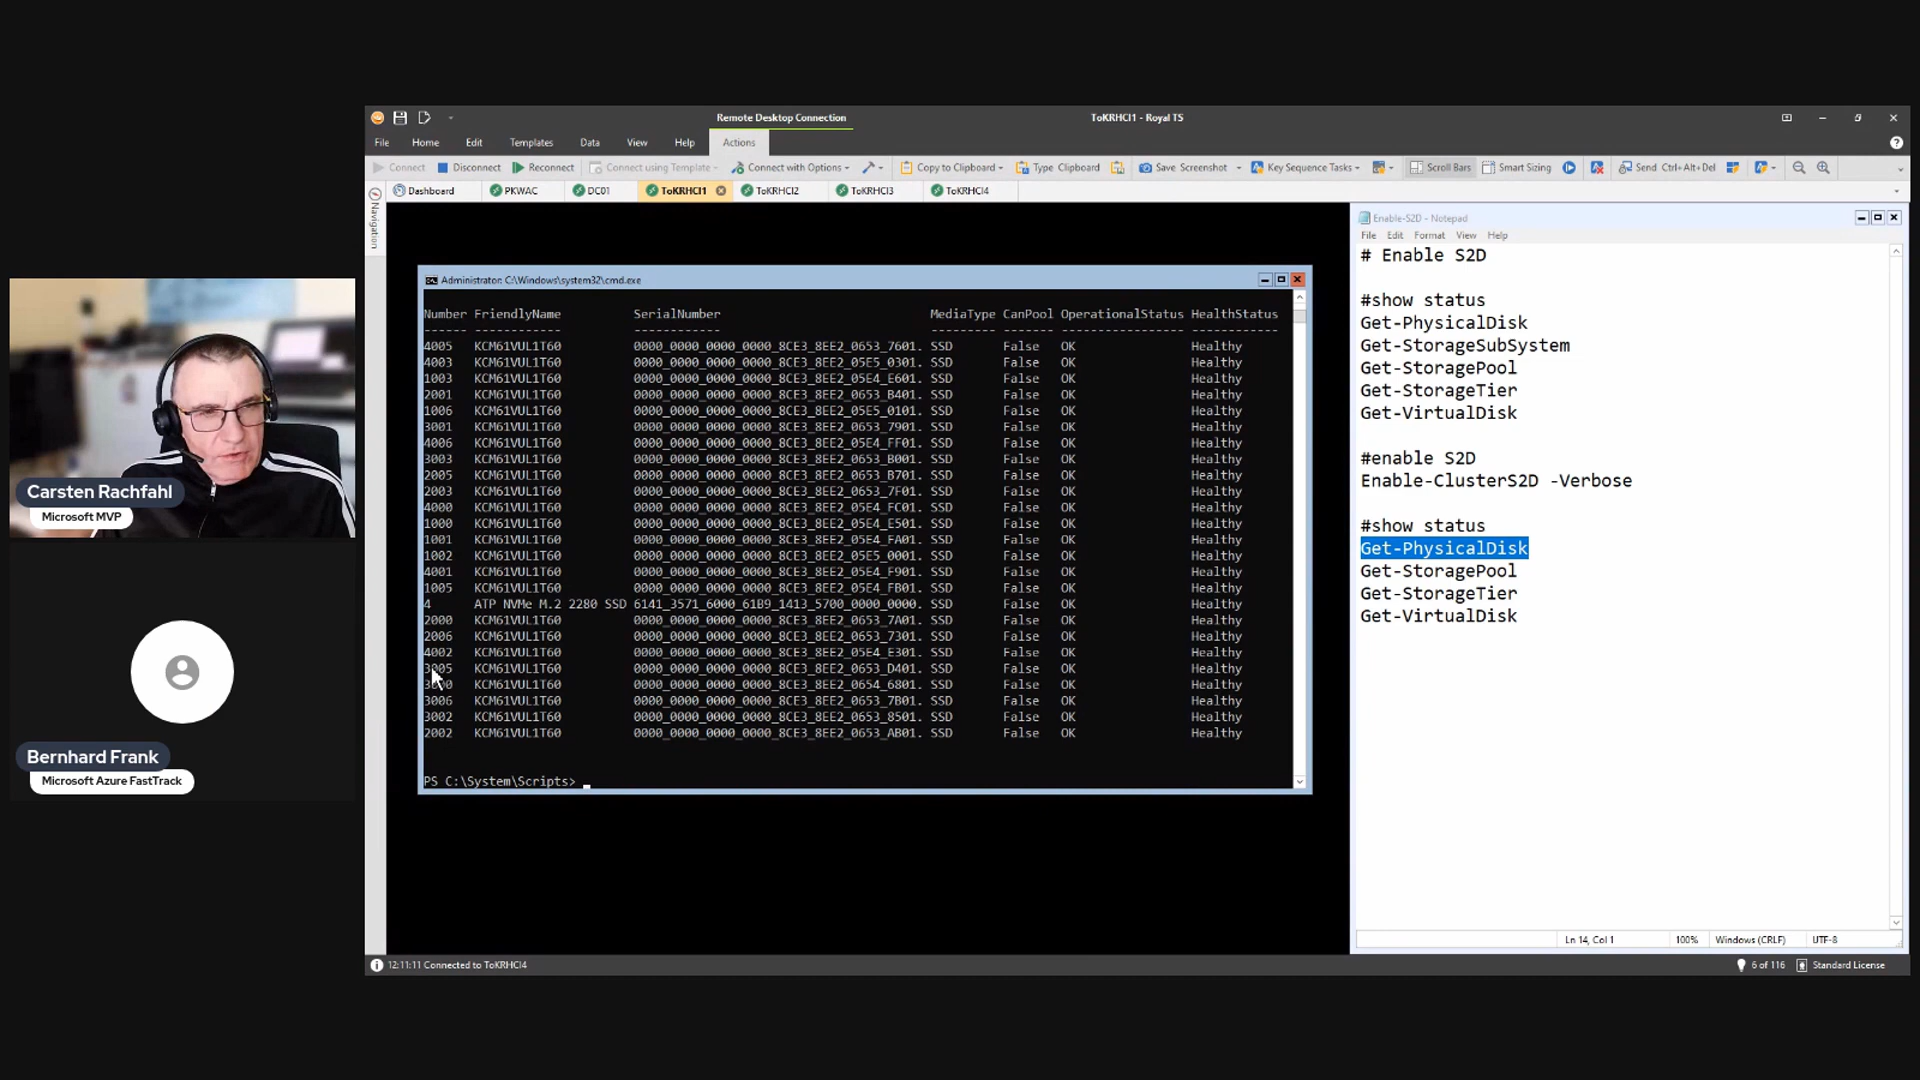 Remote Desktop Connection
ToKRHCI1 - Royal TS
File Home Edit Templates Data View Help Actions
Connect Disconnect Reconnect Connect using Template Connect with Options Copy to Clipboard Type Clipboard Save Screenshot Key Sequence Tasks Scroll Bars Smart Sizing Send Ctrl+Alt+Del
Dashboard PKWAC DC01 ToKRHCI1 ToKRHCI2 ToKRHCI3 ToKRHCI4
Navigation
Administrator: C:\Windows\system32\cmd.exe
Number FriendlyName SerialNumber MediaType CanPool OperationalStatus HealthStatus
------ ------------ ------------ --------- ------- ----------------- ------------
4005 KCM61VUL1T60 0000_0000_0000_0000_8CE3_8EE2_0653_7601. SSD False OK Healthy
4003 KCM61VUL1T60 0000_0000_0000_0000_8CE3_8EE2_05E5_0301. SSD False OK Healthy
1003 KCM61VUL1T60 0000_0000_0000_0000_8CE3_8EE2_05E4_E601. SSD False OK Healthy
2001 KCM61VUL1T60 0000_0000_0000_0000_8CE3_8EE2_0653_B401. SSD False OK Healthy
1006 KCM61VUL1T60 0000_0000_0000_0000_8CE3_8EE2_05E5_0101. SSD False OK Healthy
3001 KCM61VUL1T60 0000_0000_0000_0000_8CE3_8EE2_0653_7901. SSD False OK Healthy
4006 KCM61VUL1T60 0000_0000_0000_0000_8CE3_8EE2_05E4_FF01. SSD False OK Healthy
3003 KCM61VUL1T60 0000_0000_0000_0000_8CE3_8EE2_0653_B001. SSD False OK Healthy
2005 KCM61VUL1T60 0000_0000_0000_0000_8CE3_8EE2_0653_B701. SSD False OK Healthy
2003 KCM61VUL1T60 0000_0000_0000_0000_8CE3_8EE2_0653_7F01. SSD False OK Healthy
4000 KCM61VUL1T60 0000_0000_0000_0000_8CE3_8EE2_05E4_FC01. SSD False OK Healthy
1000 KCM61VUL1T60 0000_0000_0000_0000_8CE3_8EE2_05E4_E501. SSD False OK Healthy
1001 KCM61VUL1T60 0000_0000_0000_0000_8CE3_8EE2_05E4_FA01. SSD False OK Healthy
1002 KCM61VUL1T60 0000_0000_0000_0000_8CE3_8EE2_05E5_0001. SSD False OK Healthy
4001 KCM61VUL1T60 0000_0000_0000_0000_8CE3_8EE2_05E4_F901. SSD False OK Healthy
1005 KCM61VUL1T60 0000_0000_0000_0000_8CE3_8EE2_05E4_FB01. SSD False OK Healthy
4 ATP NVMe M.2 2280 SSD 6141_3571_6000_61B9_1413_5700_0000_0000. SSD False OK Healthy
2000 KCM61VUL1T60 0000_0000_0000_0000_8CE3_8EE2_0653_7A01. SSD False OK Healthy
2006 KCM61VUL1T60 0000_0000_0000_0000_8CE3_8EE2_0653_7301. SSD False OK Healthy
4002 KCM61VUL1T60 0000_0000_0000_0000_8CE3_8EE2_05E4_E301. SSD False OK Healthy
3005 KCM61VUL1T60 0000_0000_0000_0000_8CE3_8EE2_0653_D401. SSD False OK Healthy
3000 KCM61VUL1T60 0000_0000_0000_0000_8CE3_8EE2_0654_6801. SSD False OK Healthy
3006 KCM61VUL1T60 0000_0000_0000_0000_8CE3_8EE2_0653_7B01. SSD False OK Healthy
3002 KCM61VUL1T60 0000_0000_0000_0000_8CE3_8EE2_0653_8501. SSD False OK Healthy
2002 KCM61VUL1T60 0000_0000_0000_0000_8CE3_8EE2_0653_AB01. SSD False OK Healthy
PS C:\System\Scripts> _
Enable-S2D - Notepad
File Edit Format View Help
# Enable S2D
#show status
Get-PhysicalDisk
Get-StorageSubSystem
Get-StoragePool
Get-StorageTier
Get-VirtualDisk
#enable S2D
Enable-ClusterS2D -Verbose
#show status
Get-PhysicalDisk
Get-StoragePool
Get-StorageTier
Get-VirtualDisk
Ln 14, Col 1 100% Windows (CRLF) UTF-8
12:11:11 Connected to ToKRHCI4
6 of 116 Standard License
Carsten Rachfahl
Microsoft MVP
Bernhard Frank
Microsoft Azure FastTrack